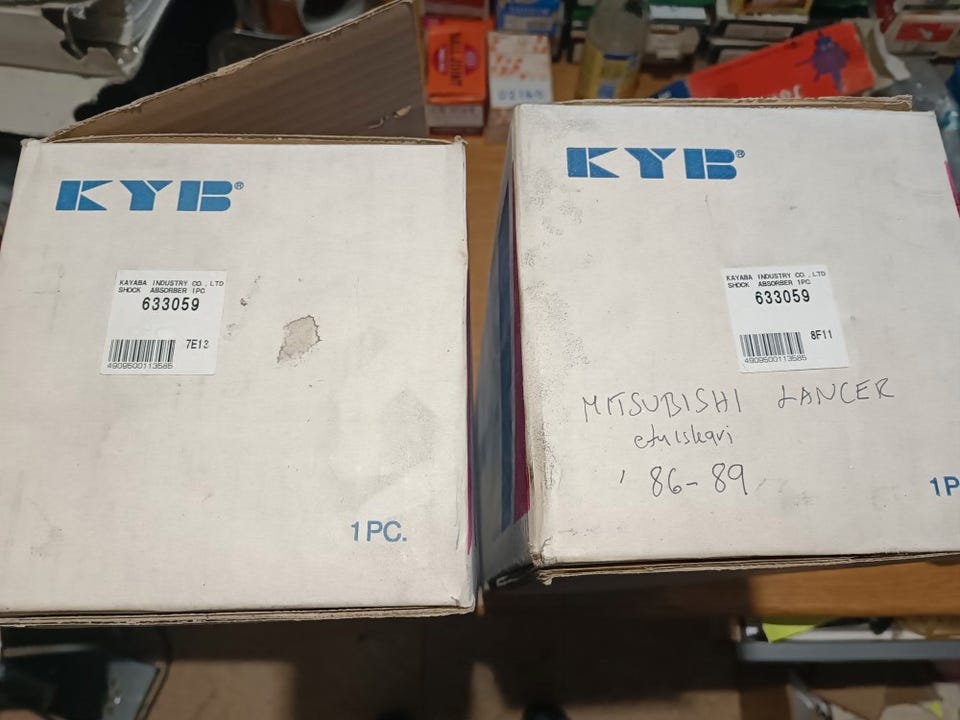 KYB®
KAYABA INDUSTRY CO., LTD
SHOCK ABSORBER 1PC
633059
7E13
4909500113585
1PC.
KYB®
KAYABA INDUSTRY CO., LTD
SHOCK ABSORBER 1PC
633059
8F11
4909500113585
MITSUBISHI LANCER
etuiskari
'86-89
1P